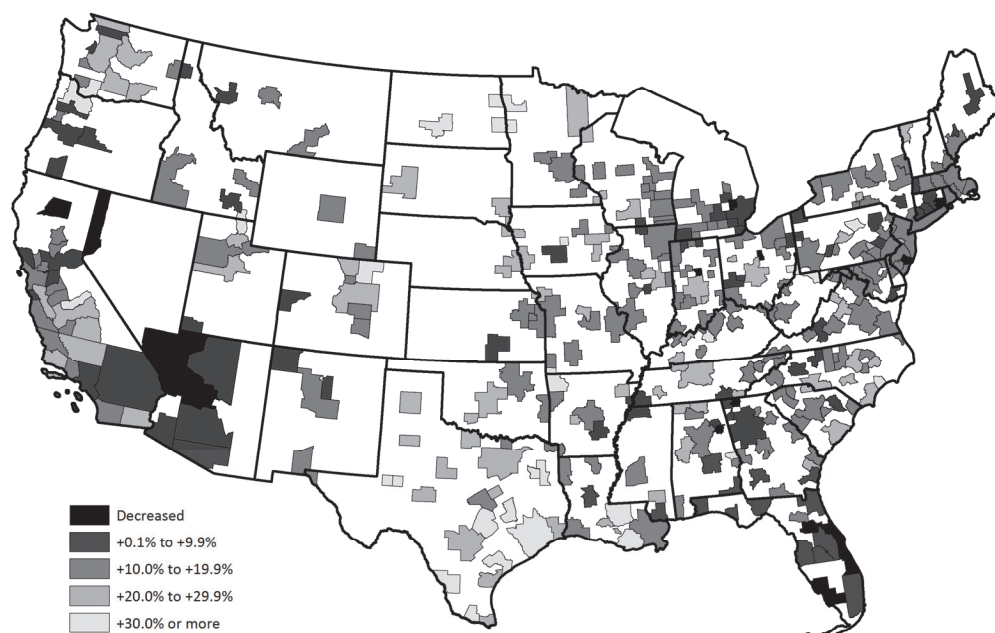 Decreased
+0.1% to +9.9%
+10.0% to +19.9%
+20.0% to +29.9%
+30.0% or more